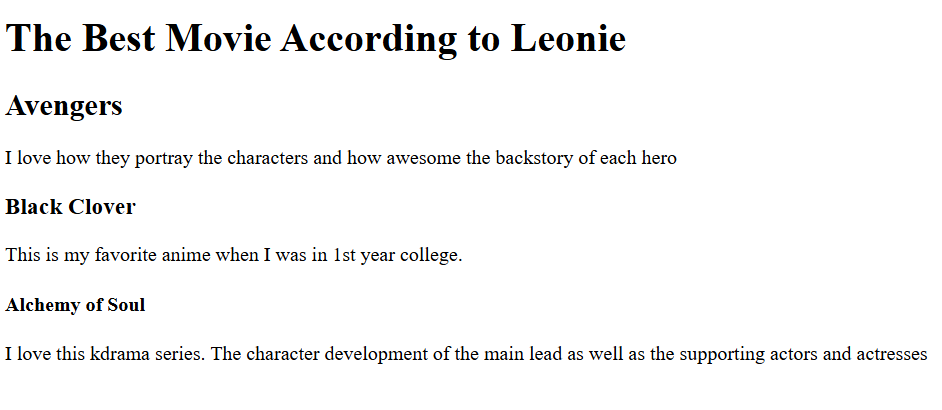 The Best Movie According to Leonie
Avengers
I love how they portray the characters and how awesome the backstory of each hero
Black Clover
This is my favorite anime when I was in 1st year college.
Alchemy of Soul
I love this kdrama series. The character development of the main lead as well as the supporting actors and actresses